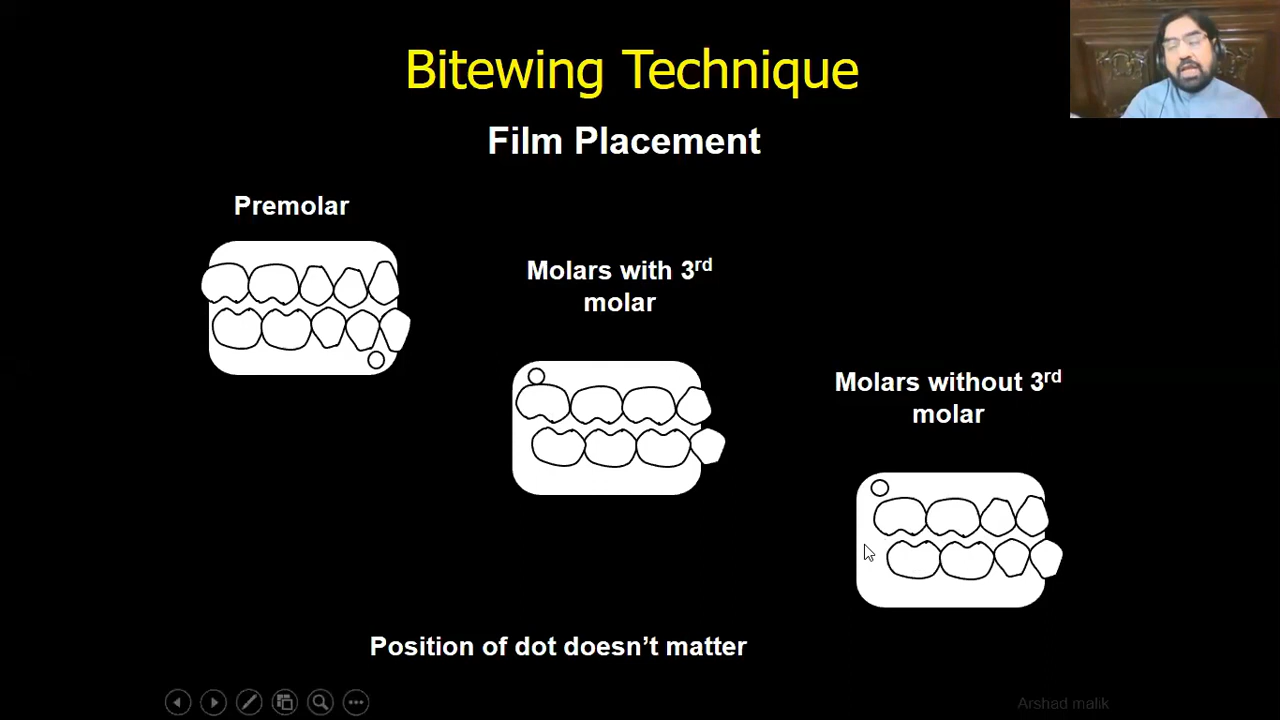 Bitewing Technique
Film Placement
Premolar
Molars with 3rd
molar
Molars without 3rd
molar
Position of dot doesn’t matter
Arshad malik